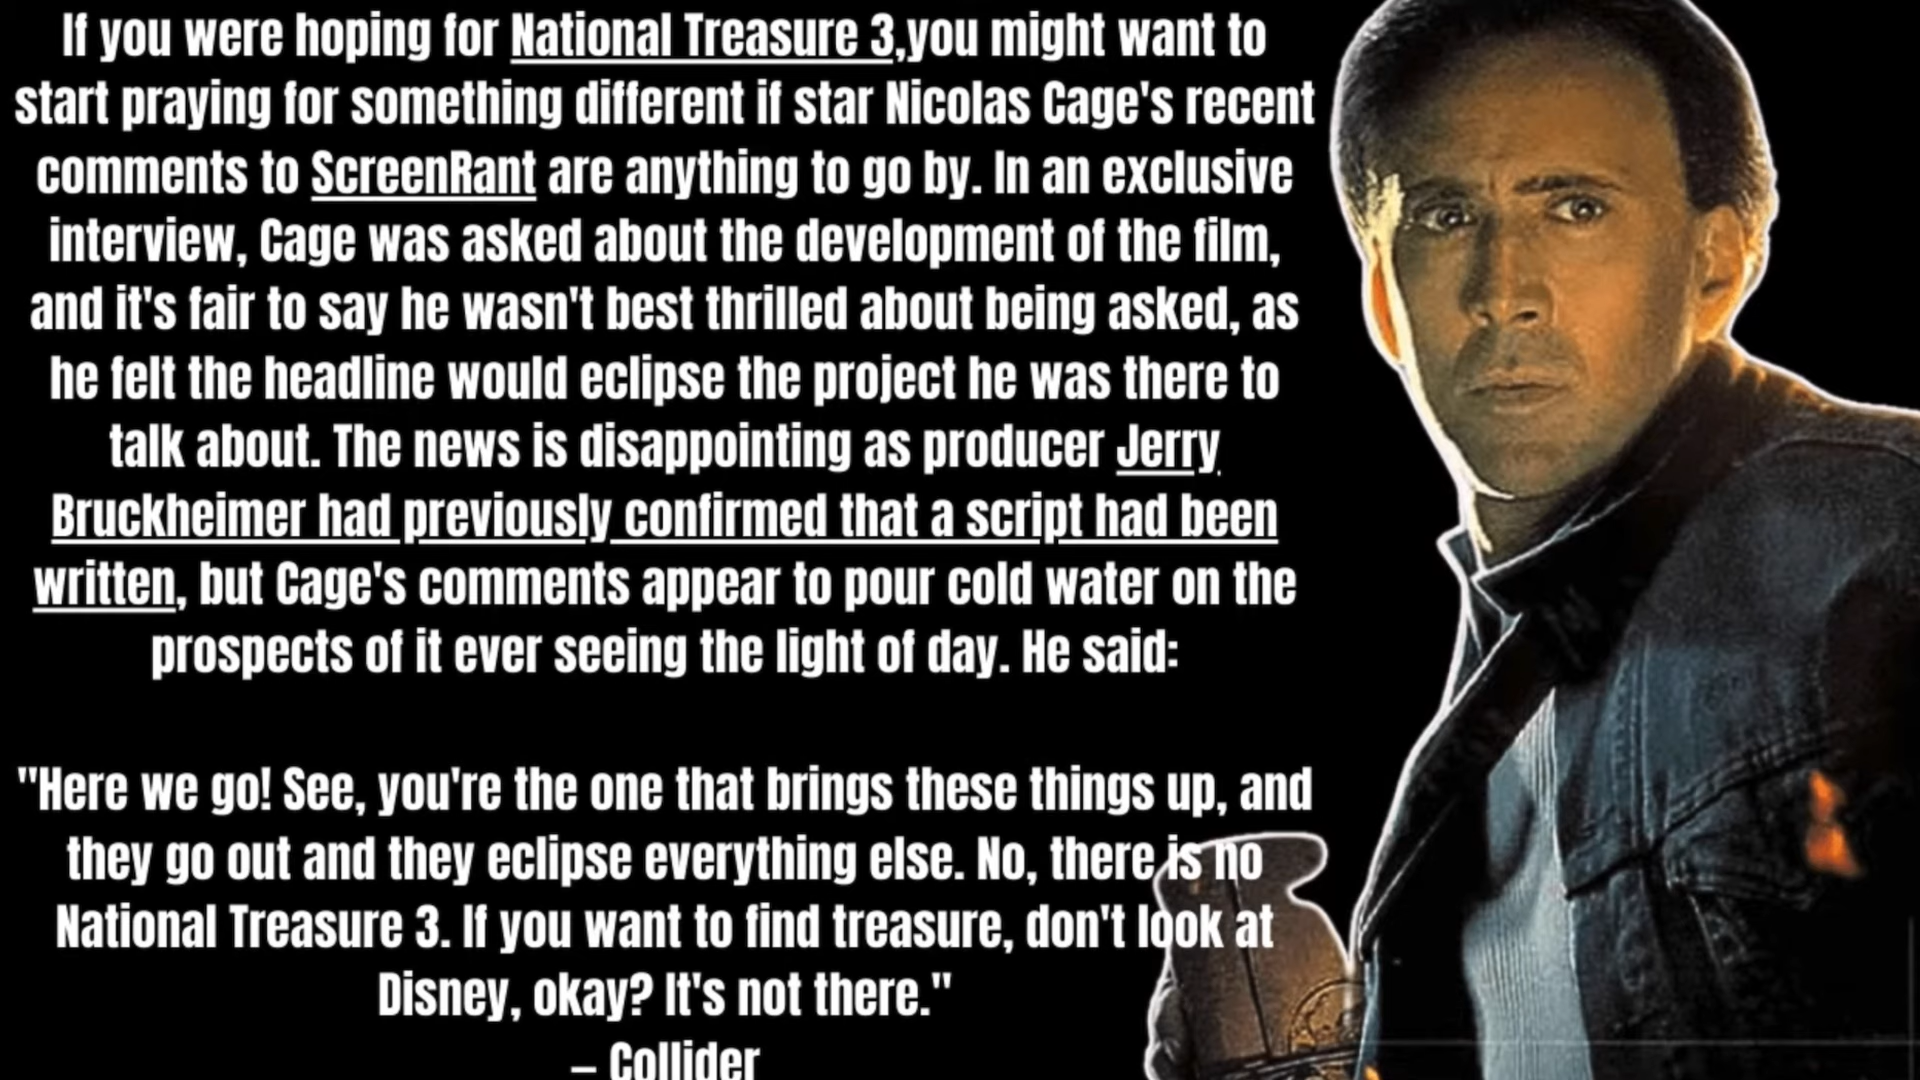 If you were hoping for National Treasure 3,you might want to
start praying for something different if star Nicolas Cage's recent
comments to ScreenRant are anything to go by. In an exclusive
interview, Cage was asked about the development of the film,
and it's fair to say he wasn't best thrilled about being asked, as
he felt the headline would eclipse the project he was there to
talk about. The news is disappointing as producer Jerry
Bruckheimer had previously confirmed that a script had been
written, but Cage's comments appear to pour cold water on the
prospects of it ever seeing the light of day. He said:
"Here we go! See, you're the one that brings these things up, and
they go out and they eclipse everything else. No, there is no
National Treasure 3. If you want to find treasure, don't look at
Disney, okay? It's not there."
– Collider